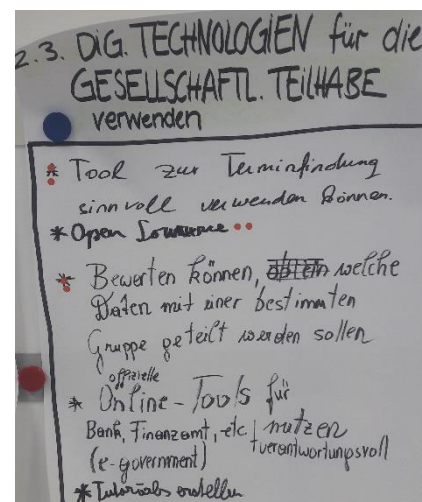 2.3. DIG. TECHNOLOGIEN für die
GESELLSCHAFTL. TEILHABE
verwenden
* Tool zur Terminfindung
sinnvoll verwenden können.
* Open
* Bewerten können, welche
Daten mit einer bestimmten
Gruppe geteilt werden sollen
offizielle
* Online-Tools für
Bank, Finanzamt, etc. nutzen
(e-government) + verantwortungsvoll
* Tutorials erstellen